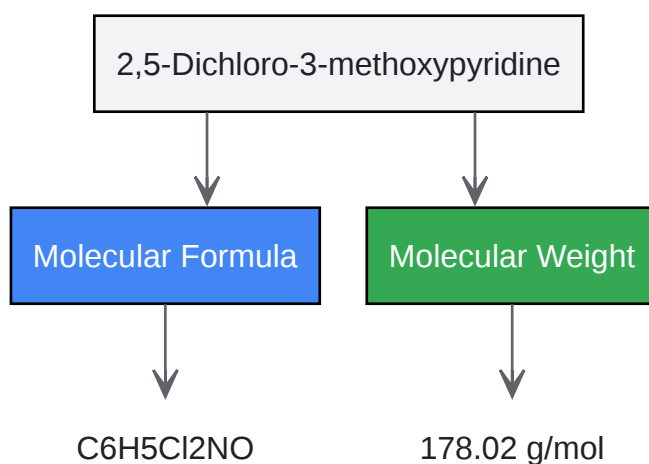 2,5-Dichloro-3-methoxypyridine
Molecular Formula
Molecular Weight
C6H5Cl2NO
178.02 g/mol